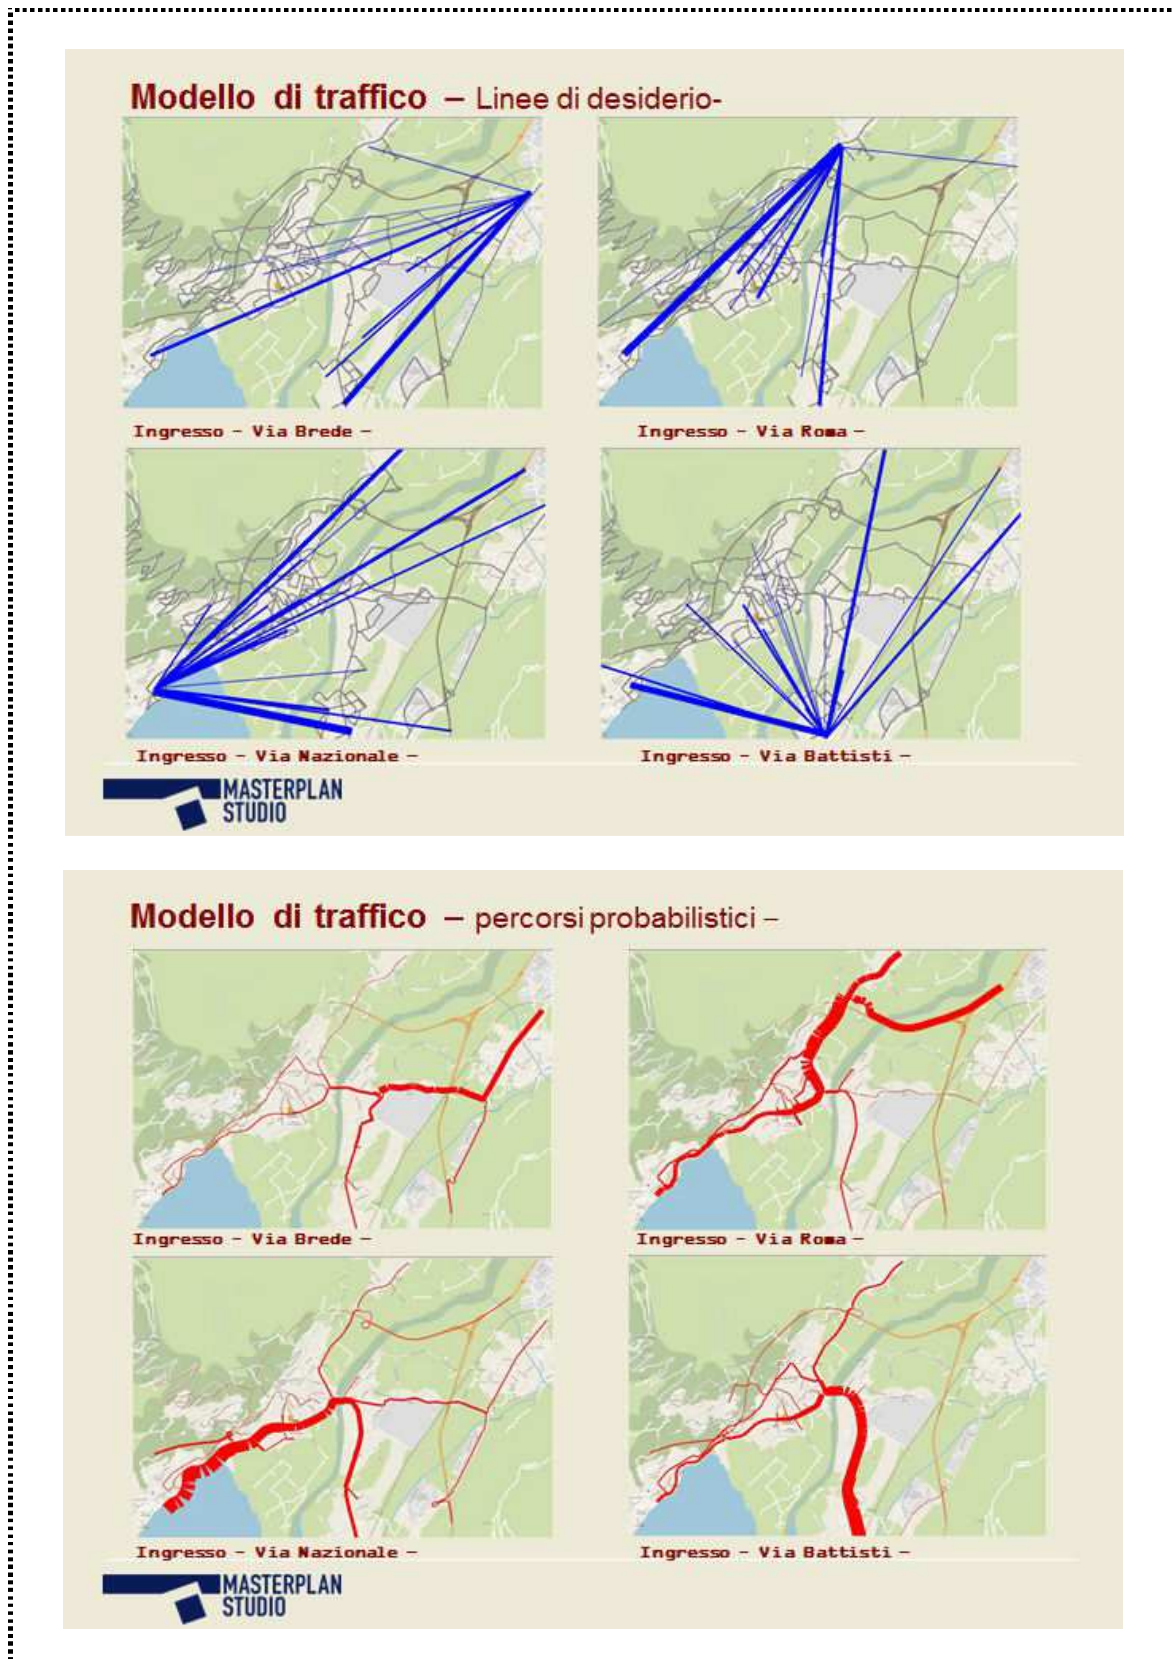 Modello di traffico – Linee di desiderio-
Ingresso – Via Brede –
Ingresso – Via Roma –
Ingresso – Via Nazionale –
Ingresso – Via Battisti –
MASTERPLAN
STUDIO
Modello di traffico – percorsi probabilistici –
Ingresso – Via Brede –
Ingresso – Via Roma –
Ingresso – Via Nazionale –
Ingresso – Via Battisti –
MASTERPLAN
STUDIO